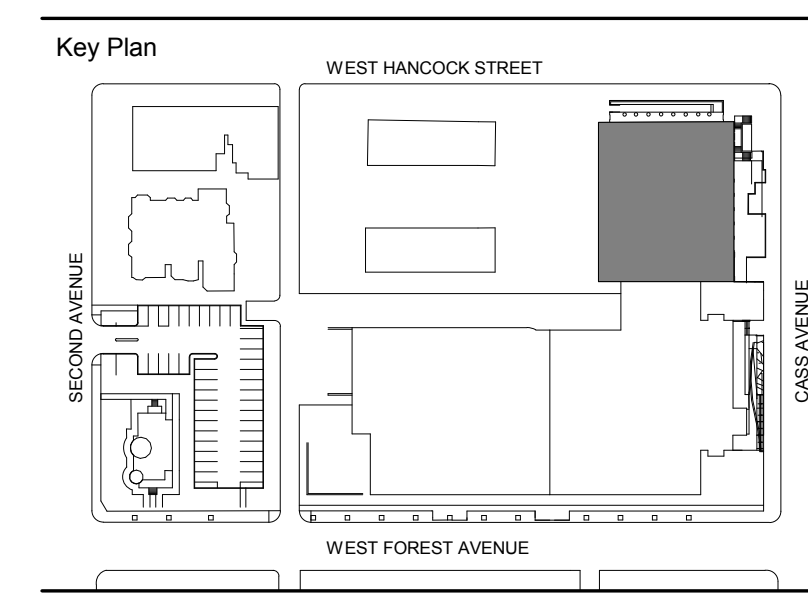 Key Plan
WEST HANCOCK STREET
SECOND AVENUE
CASS AVENUE
WEST FOREST AVENUE